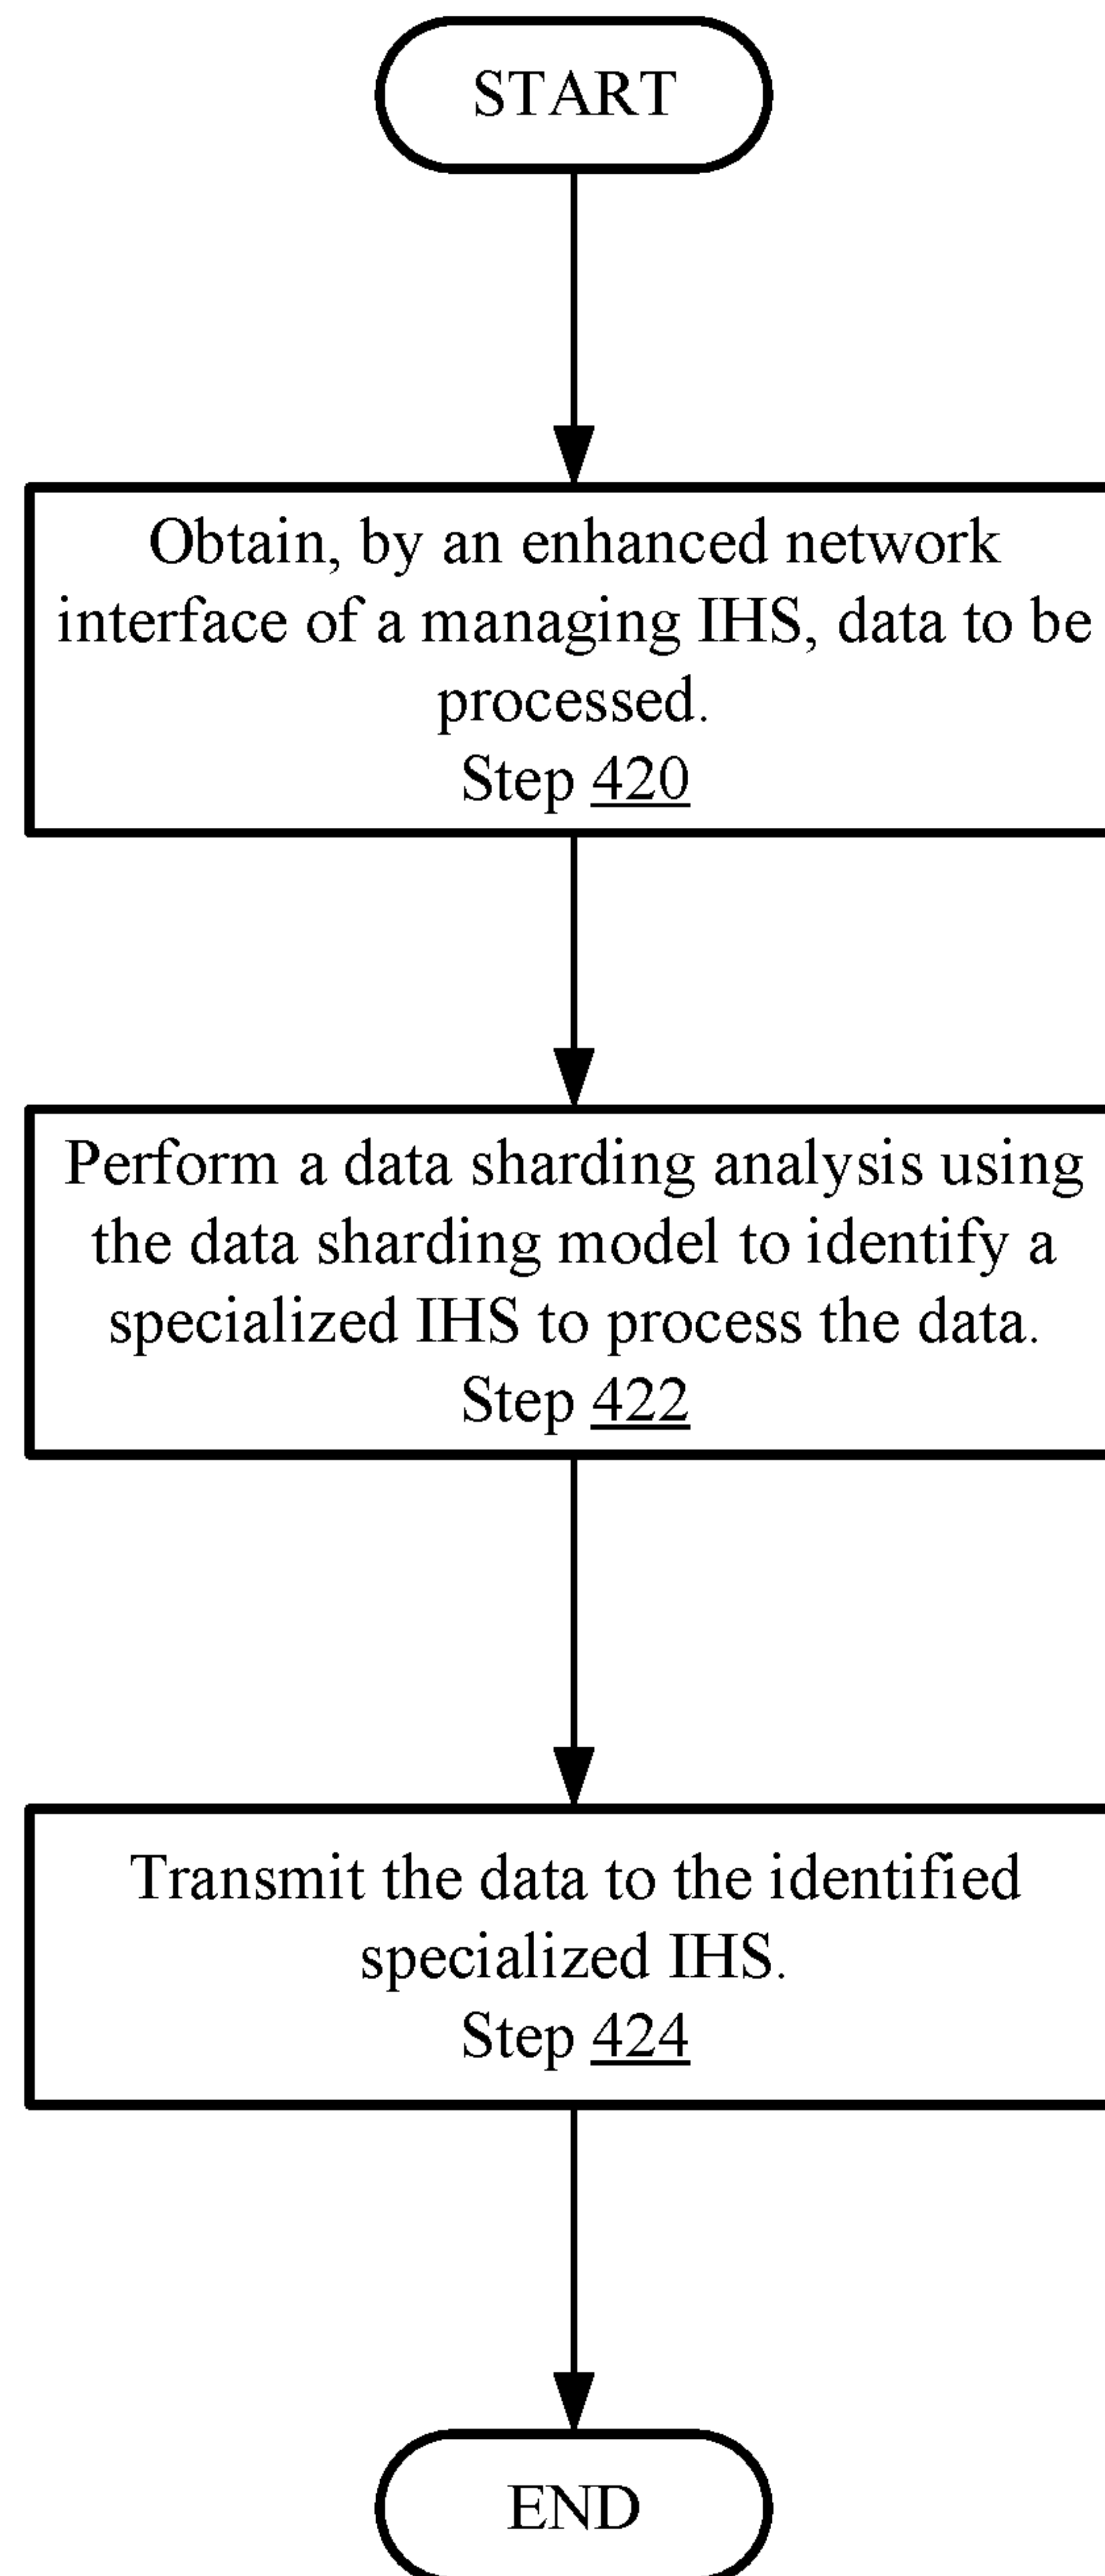 START
Obtain, by an enhanced network
interface of a managing IHS, data to be
processed.
Step 420
Perform a data sharding analysis using
the data sharding model to identify a
specialized IHS to process the data.
Step 422
Transmit the data to the identified
specialized IHS.
Step 424
END